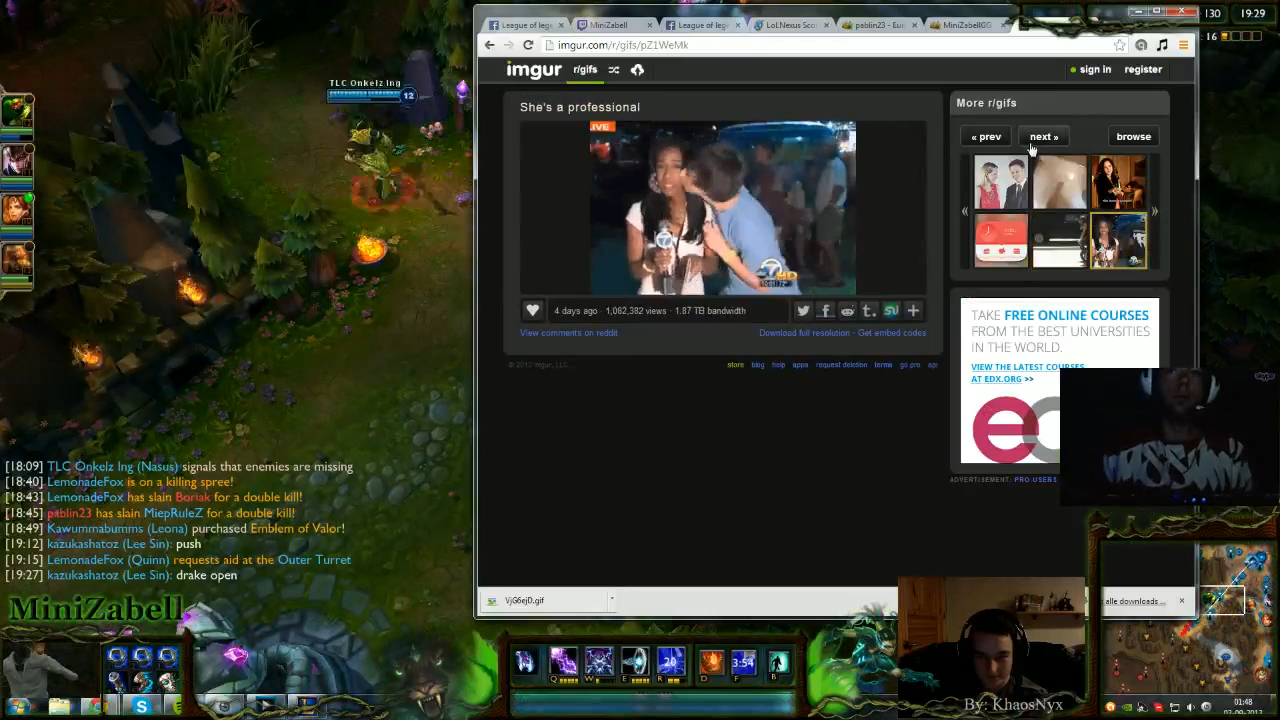 League of lege
MiniZabell
League of leg
LoLNexus Sco
pablin23 - Eu
MiniZabellGG
130
19:29
16
imgur.com/r/gifs/pZ1WeMk
imgur
r/gifs
sign in
register
TLC Onkelz Ing
12
She's a professional
More r/gifs
« prev
next »
browse
LIVE
abc 7 HD
4 days ago · 1,082,382 views · 1.87 TB bandwidth
View comments on reddit
Download full resolution - Get embed codes
© 2013 imgur, LLC
store
blog
help
apps
request deletion
terms
go pro
TAKE FREE ONLINE COURSES
FROM THE BEST UNIVERSITIES
IN THE WORLD.
VIEW THE LATEST COURSES
AT EDX.ORG >>
ADVERTISEMENT: PRO USERS
[18:09] TLC Onkelz Ing (Nasus) signals that enemies are missing
[18:40] LemonadeFox is on a killing spree!
[18:43] LemonadeFox has slain Boriak for a double kill!
[18:45] pablin23 has slain MiepRuleZ for a double kill!
[18:49] Kawummabumms (Leona) purchased Emblem of Valor!
[19:12] kazukashatoz (Lee Sin): push
[19:15] LemonadeFox (Quinn) requests aid at the Outer Turret
[19:27] kazukashatoz (Lee Sin): drake open
MiniZabell
VjG6ejD.gif
alle downloads...
Q
W
E
R
20
D
3:54
F
B
By: KhaosNyx
01:48